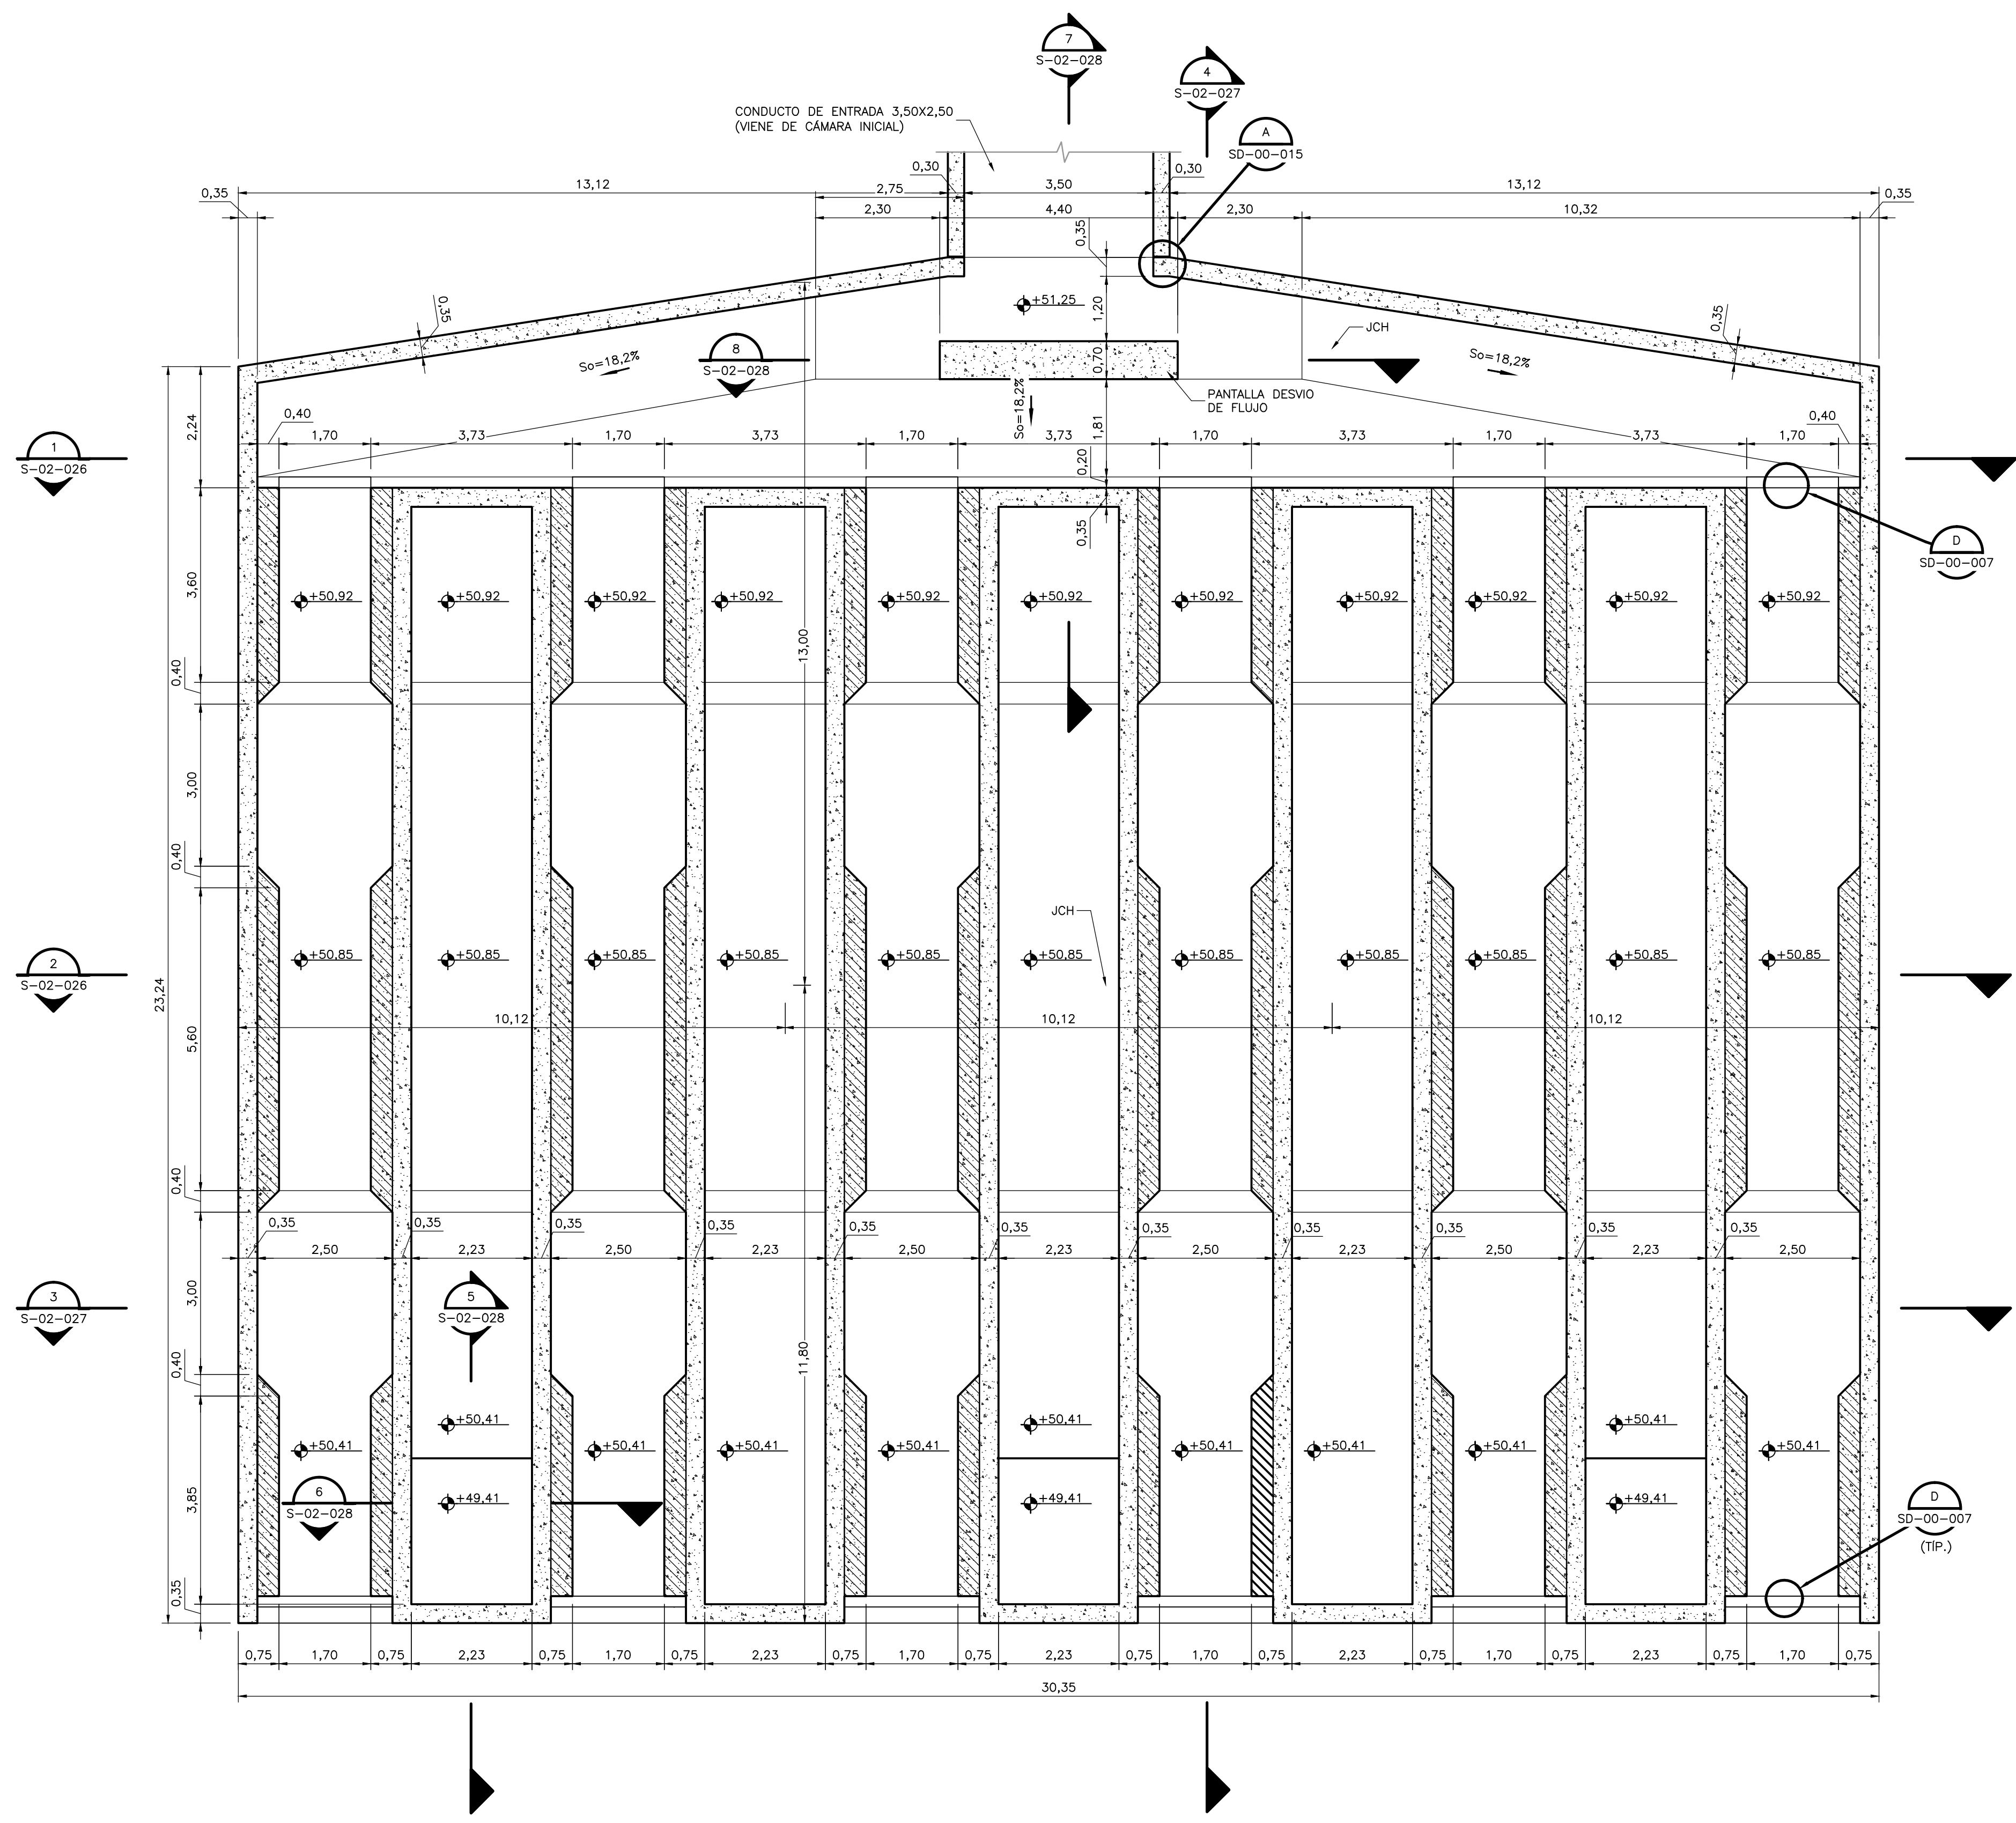 7
S-02-028
4
S-02-027
CONDUCTO DE ENTRADA 3,50X2,50
(VIENE DE CÁMARA INICIAL)
A
SD-00-015
0,30
0,30
0,35
13,12
2,75
3,50
13,12
0,35
2,30
4,40
2,30
10,32
0,35
0,35
+51,25
1,20
0,35
JCH
8
S-02-028
So=18,2%
So=18,2%
0,70
So=18,2%
PANTALLA DESVIO
DE FLUJO
2,24
0,40
1,81
0,40
1,70 3,73 1,70 3,73 1,70 3,73 1,70 3,73 1,70 3,73 1,70
1
S-02-026
0,20
0,35
D
SD-00-007
3,60
+50,92 +50,92 +50,92 +50,92 +50,92 +50,92 +50,92 +50,92 +50,92 +50,92 +50,92
13,00
0,40
3,00
0,40
JCH
2
S-02-026
+50,85 +50,85 +50,85 +50,85 +50,85 +50,85 +50,85 +50,85 +50,85 +50,85 +50,85
23,24
10,12 10,12 10,12
5,60
0,40
0,35 0,35 0,35 0,35 0,35 0,35 0,35 0,35 0,35 0,35 0,35
2,50 2,23 2,50 2,23 2,50 2,23 2,50 2,23 2,50 2,23 2,50
3
S-02-027
3,00
5
S-02-028
11,80
0,40
+50,41 +50,41 +50,41
+50,41 +50,41 +50,41 +50,41 +50,41 +50,41 +50,41 +50,41
6
S-02-028
3,85
+49,41 +49,41 +49,41
D
SD-00-007
(TÍP.)
0,35
0,75 1,70 0,75 2,23 0,75 1,70 0,75 2,23 0,75 1,70 0,75 2,23 0,75 1,70 0,75 2,23 0,75 1,70 0,75 2,23 0,75 1,70 0,75
30,35